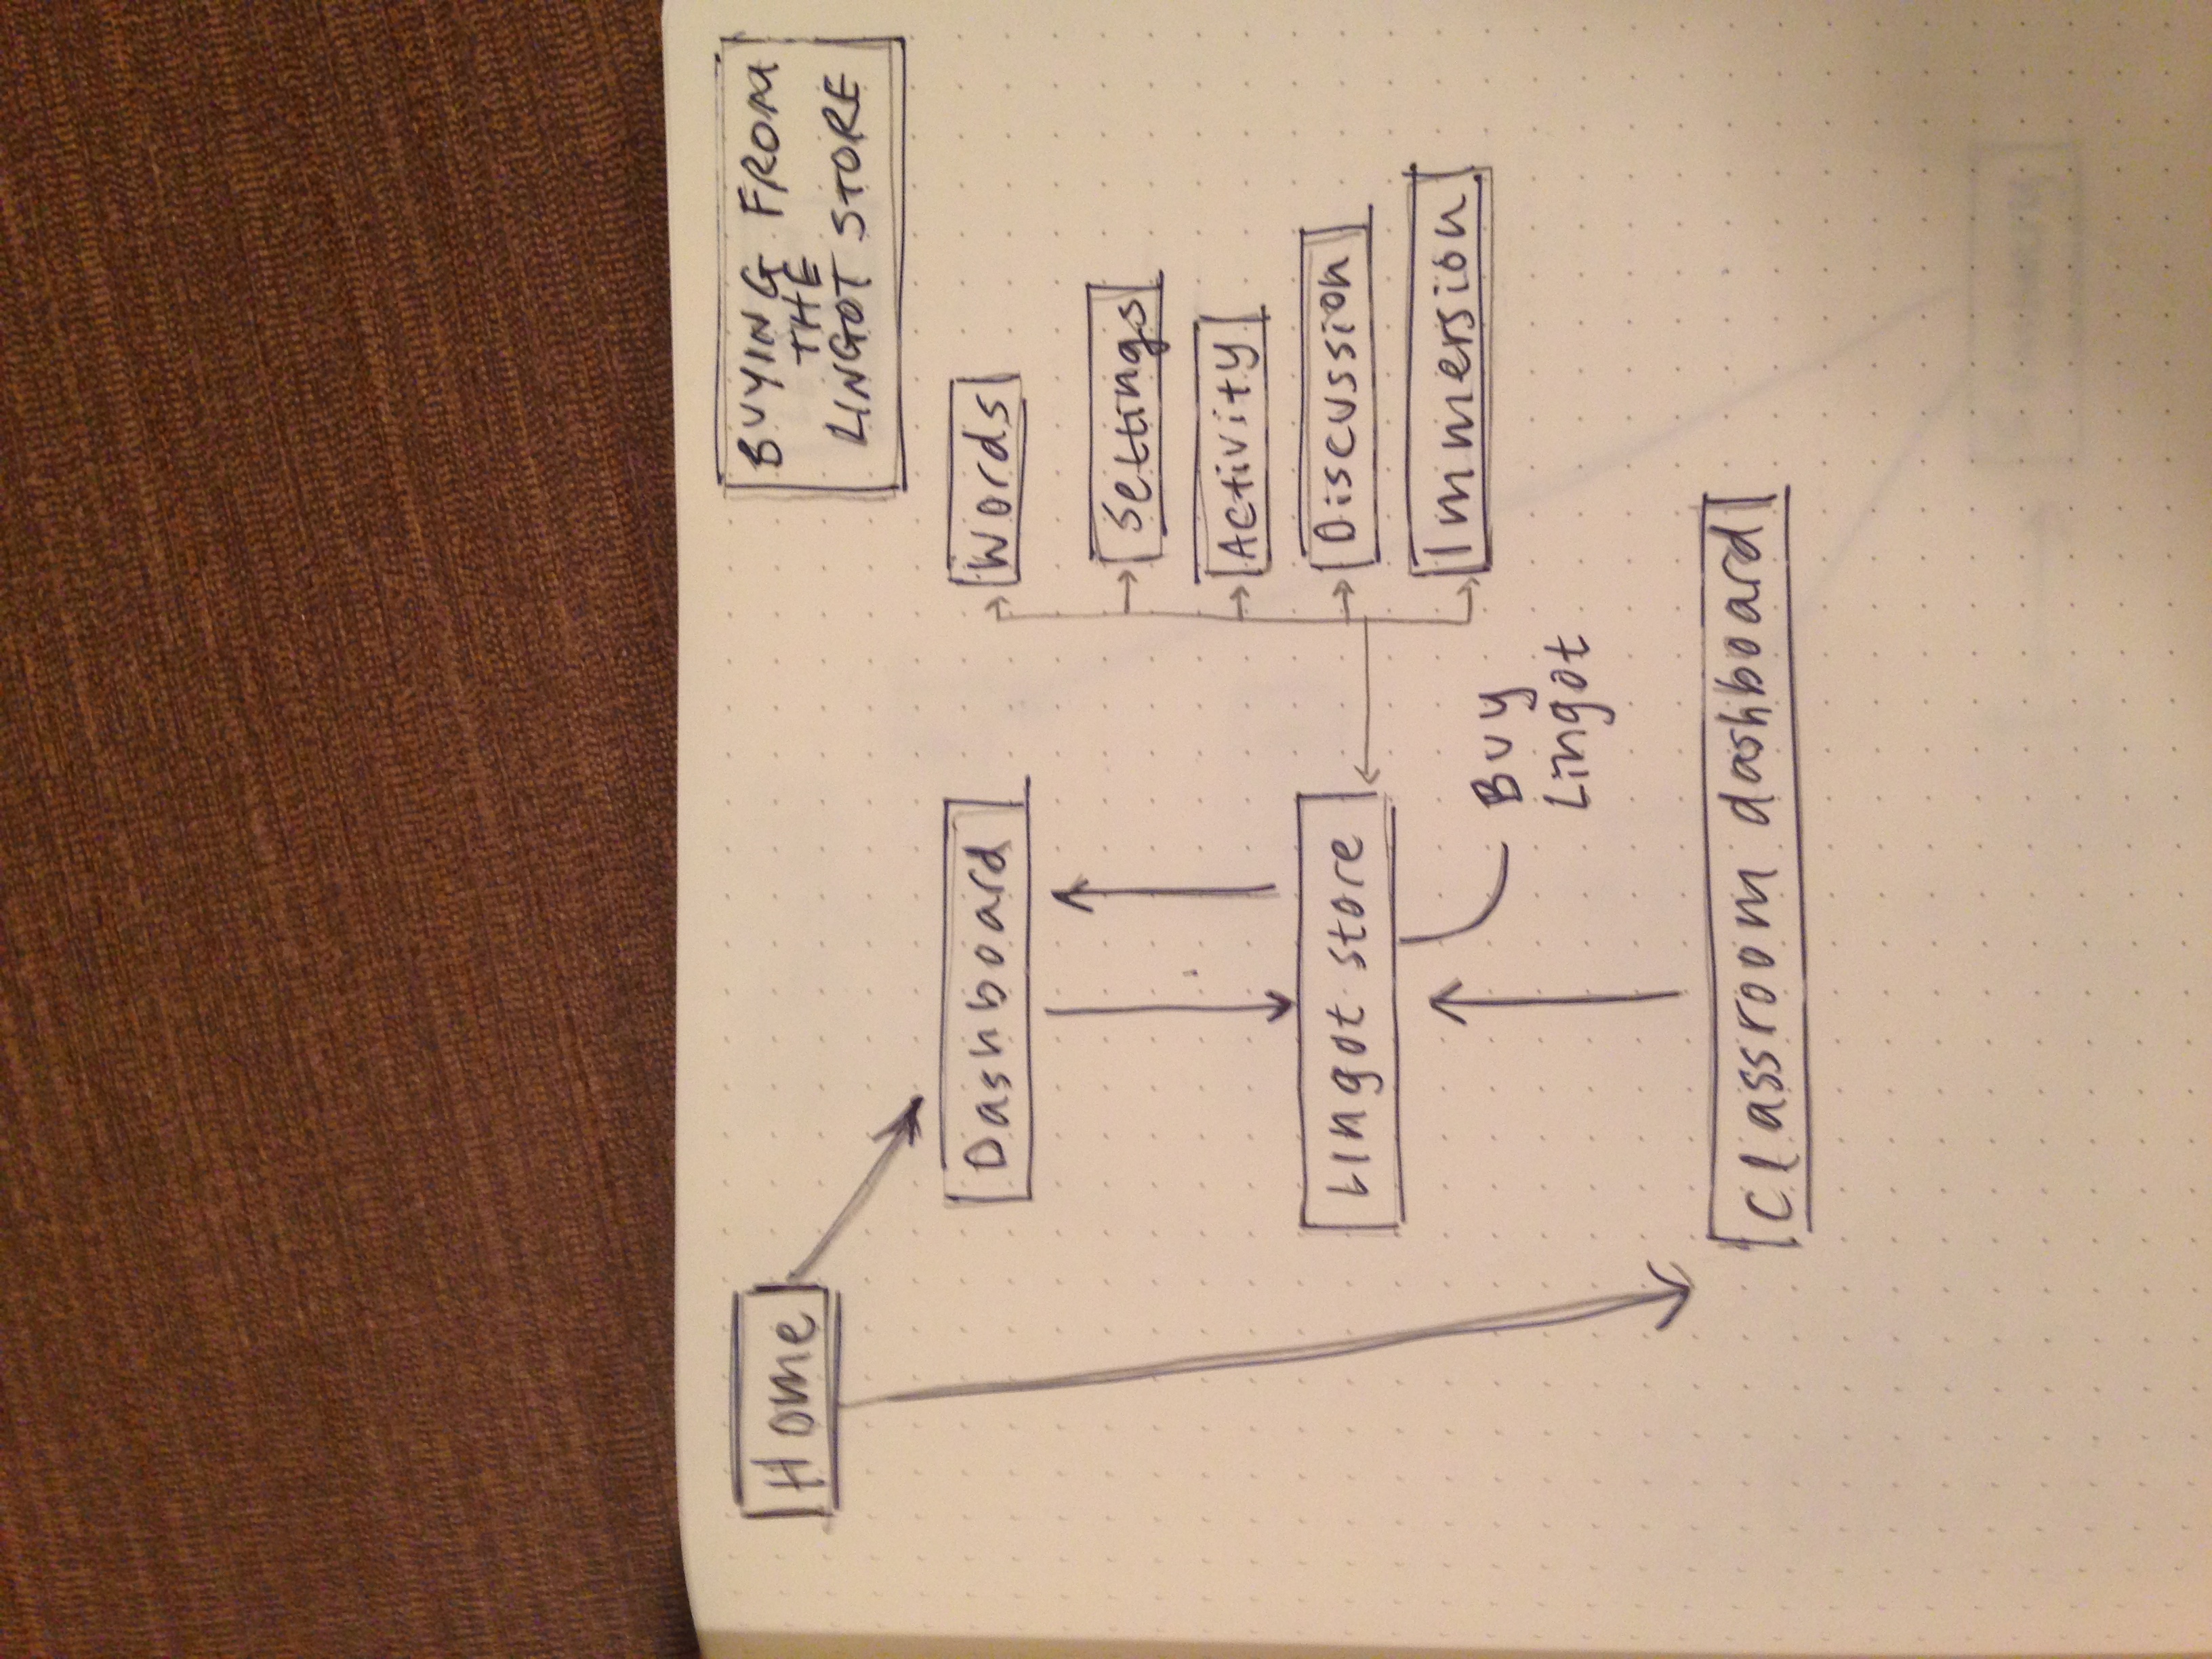 Home
BUYING FROM
THE
LINGOT STORE
Dashboard
Words
Settings
Activity
Lingot store
Discussion
Immersion
Buy
Lingot
Classroom dashboard